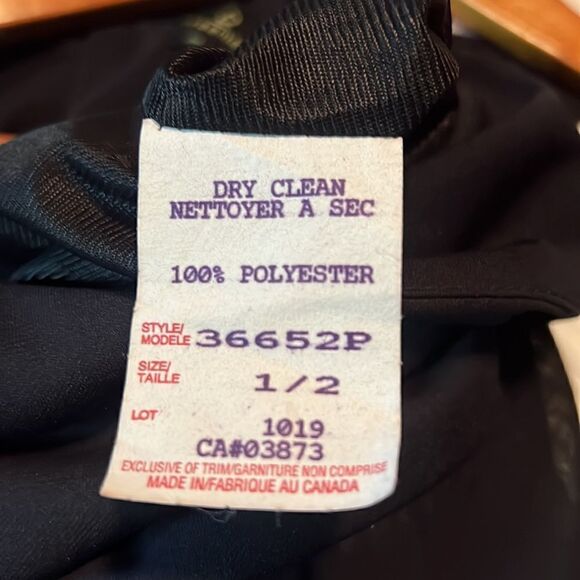 DRY CLEAN
NETTOYER A SEC
100% POLYESTER
STYLE/
MODELE 36652P
SIZE/
TAILLE 1/2
LOT 1019
CA#03873
EXCLUSIVE OF TRIM/GARNITURE NON COMPRISE
MADE IN/FABRIQUE AU CANADA